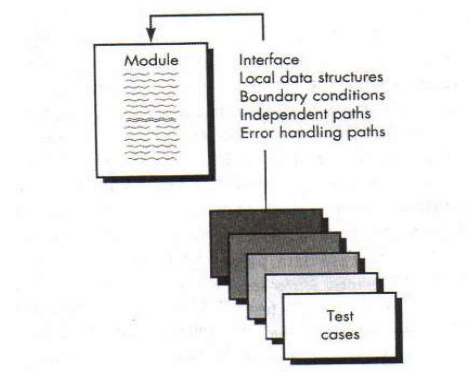 Module
Interface
Local data structures
Boundary conditions
Independent paths
Error handling paths
Test
cases